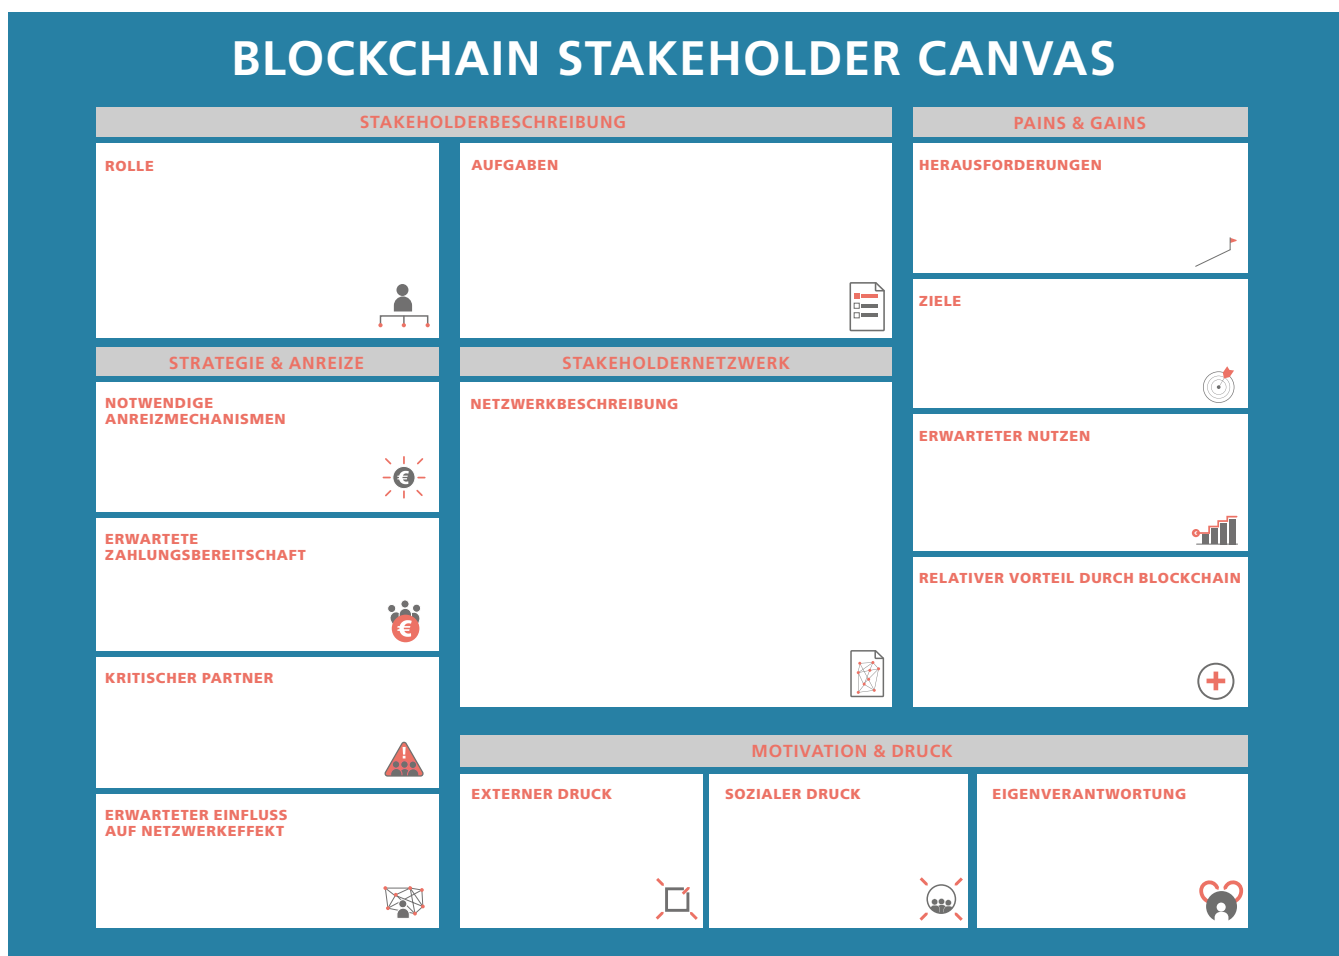 BLOCKCHAIN STAKEHOLDER CANVAS
STAKEHOLDERBESCHREIBUNG
ROLLE
AUFGABEN
STRATEGIE & ANREIZE
NOTWENDIGE
ANREIZMECHANISMEN
€
ERWARTETE
ZAHLUNGSBEREITSCHAFT
€
KRITISCHER PARTNER
!
ERWARTETER EINFLUSS
AUF NETZWERKEFFEKT
STAKEHOLDERNETZWERK
NETZWERKBESCHREIBUNG
PAINS & GAINS
HERAUSFORDERUNGEN
ZIELE
ERWARTETER NUTZEN
RELATIVER VORTEIL DURCH BLOCKCHAIN
MOTIVATION & DRUCK
EXTERNER DRUCK
SOZIALER DRUCK
EIGENVERANTWORTUNG